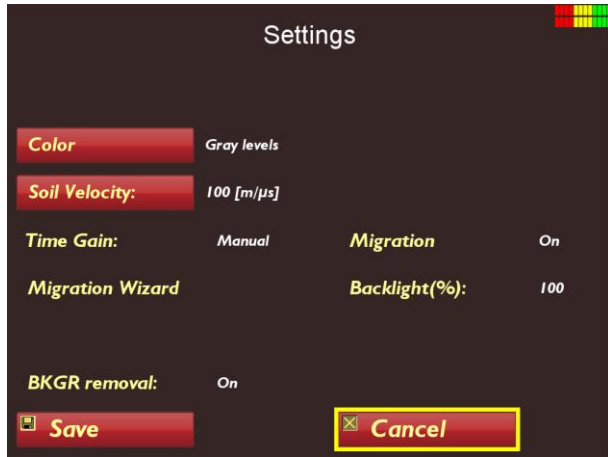 Settings
Color Gray levels
Soil Velocity: 100 [m/µs]
Time Gain: Manual Migration On
Migration Wizard Backlight(%): 100
BKGR removal: On
Save Cancel